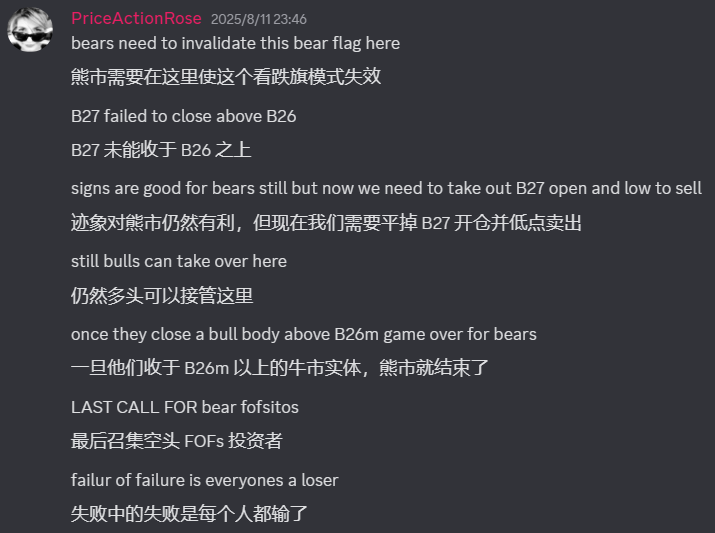 PriceActionRose 2025/8/11 23:46
bears need to invalidate this bear flag here
熊市需要在这里使这个看跌旗模式失效
B27 failed to close above B26
B27 未能收于 B26 之上
signs are good for bears still but now we need to take out B27 open and low to sell
迹象对熊市仍然有利，但现在我们需要平掉 B27 开仓并低点卖出
still bulls can take over here
仍然多头可以接管这里
once they close a bull body above B26m game over for bears
一旦他们收于 B26m 以上的牛市实体，熊市就结束了
LAST CALL FOR bear fofsitos
最后召集空头 FOFs 投资者
failur of failure is everyones a loser
失败中的失败是每个人都输了